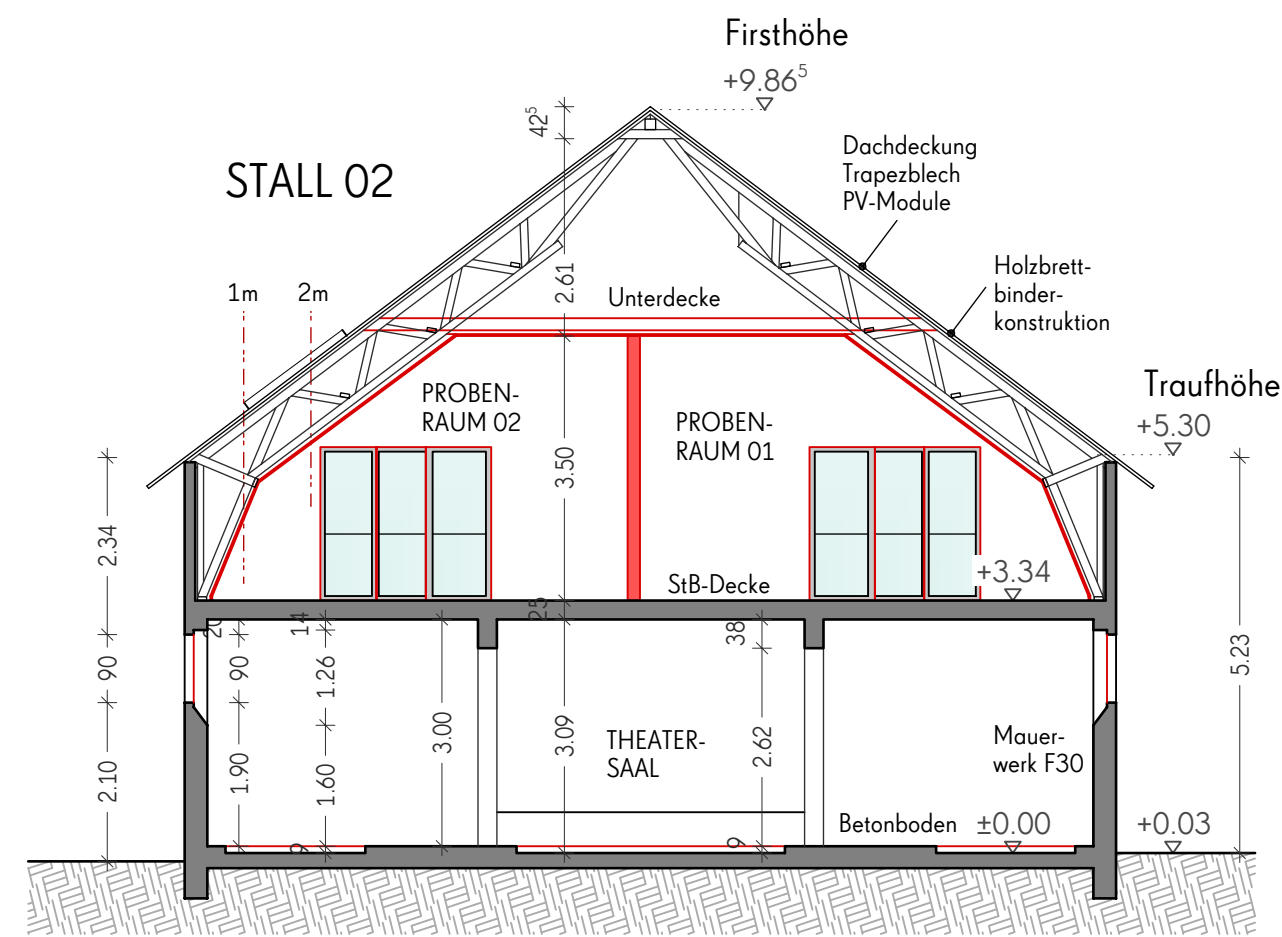 Firsthöhe
+9.86⁵
42⁵
STALL 02
Dachdeckung
Trapezblech
PV-Module
2.61
Holzbrett-
binder-
konstruktion
1m
2m
Unterdecke
Traufhöhe
+5.30
PROBEN-
RAUM 02
PROBEN-
RAUM 01
3.50
2.34
StB-Decke
+3.34
25
20
14
38
90
90
1.26
5.23
3.00
3.09
2.62
THEATER-
SAAL
Mauer-
werk F30
2.10
1.90
1.60
Betonboden
±0.00
+0.03
9
9